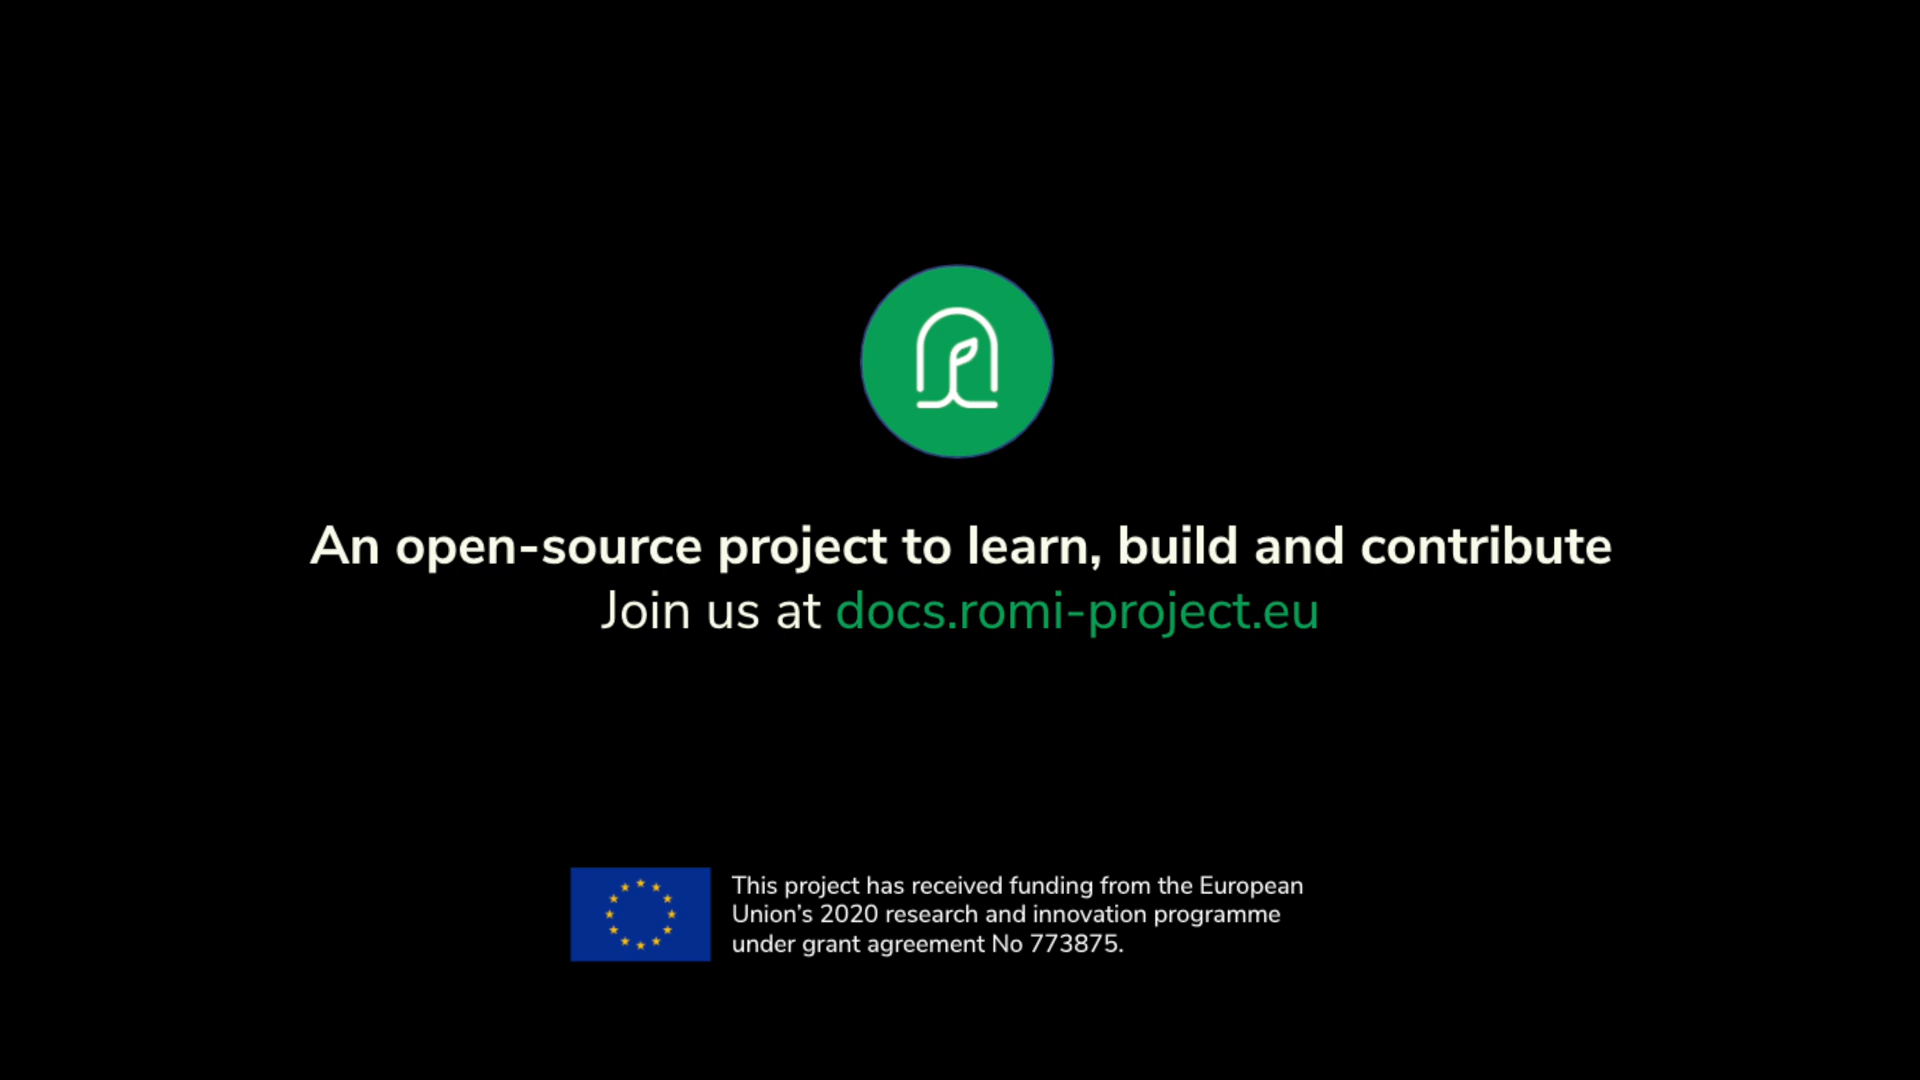 An open-source project to learn, build and contribute
Join us at docs.romi-project.eu
This project has received funding from the European
Union’s 2020 research and innovation programme
under grant agreement No 773875.